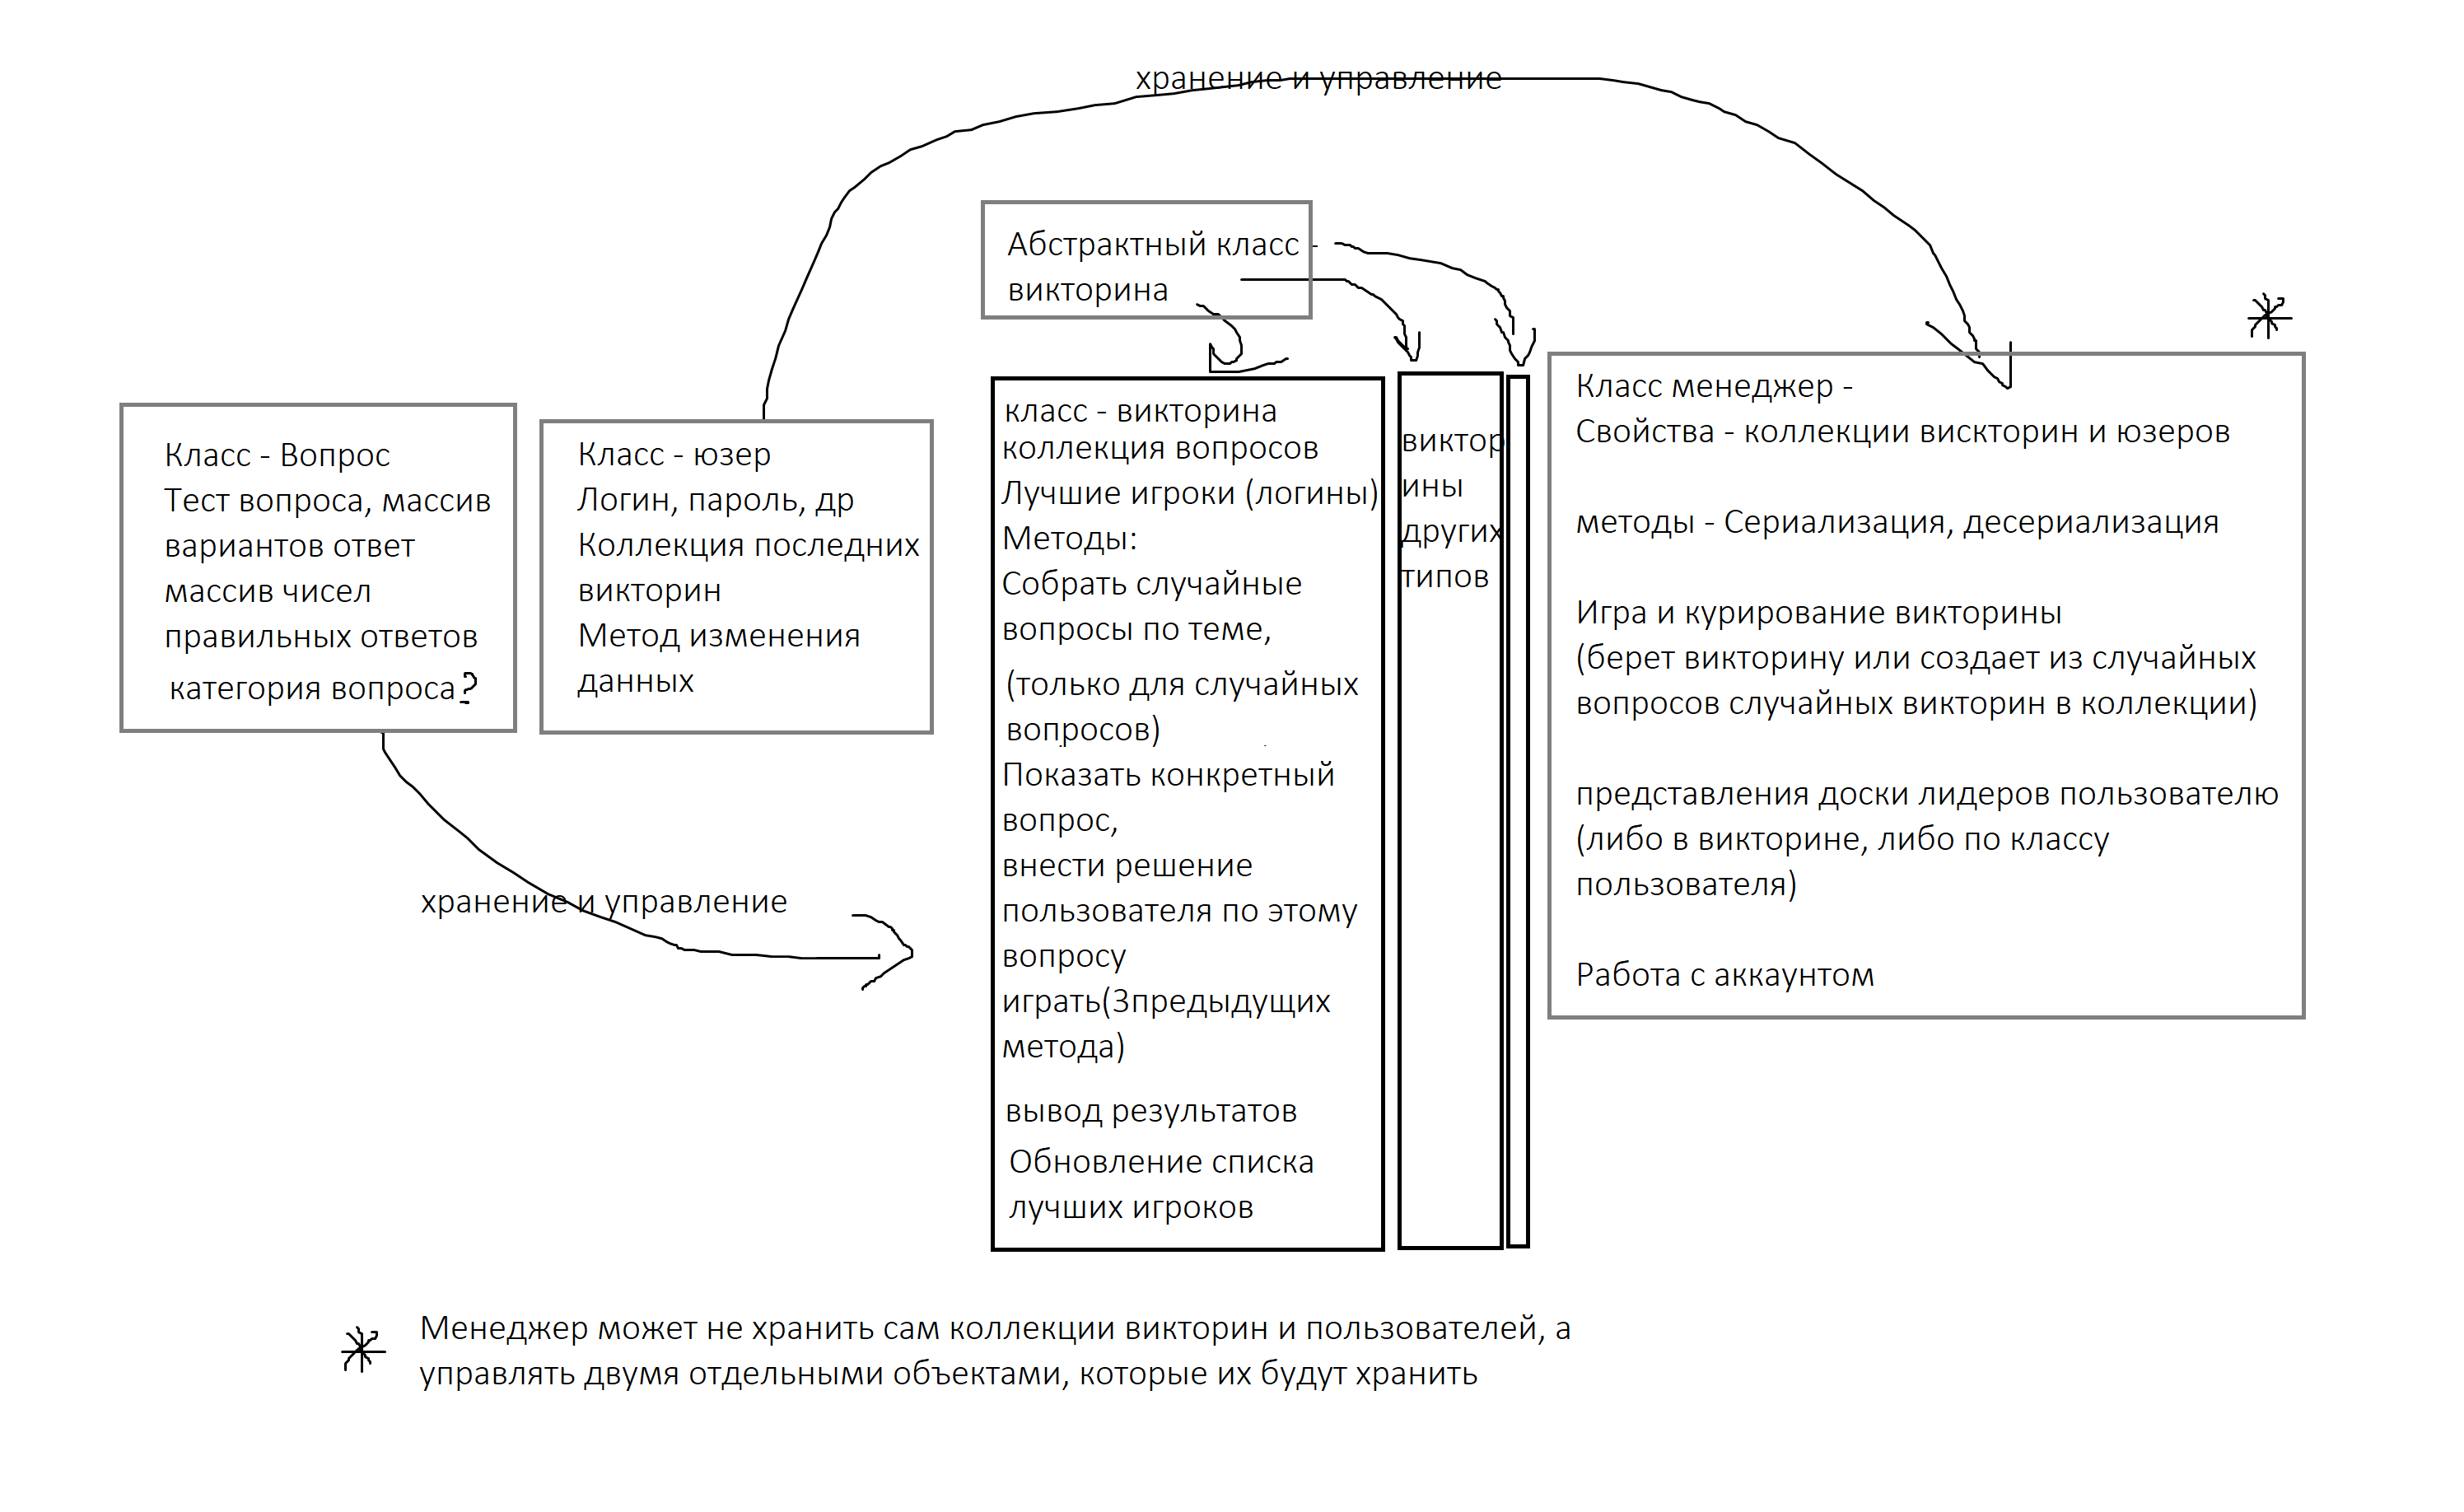 хранение и управление
Абстрактный класс -
викторина
Класс - Вопрос
Тест вопроса, массив
вариантов ответ
массив чисел
правильных ответов
категория вопроса?
Класс - юзер
Логин, пароль, др
Коллекция последних
викторин
Метод изменения
данных
класс - викторина
коллекция вопросов
Лучшие игроки (логины)
Методы:
Собрать случайные
вопросы по теме,
(только для случайных
вопросов)
Показать конкретный
вопрос,
внести решение
пользователя по этому
вопросу
играть(3предыдущих
метода)
вывод результатов
Обновление списка
лучших игроков
виктор
ины
других
типов
Класс менеджер -
Свойства - коллекции вискторин и юзеров
методы - Сериализация, десериализация
Игра и курирование викторины
(берет викторину или создает из случайных
вопросов случайных викторин в коллекции)
представления доски лидеров пользователю
(либо в викторине, либо по классу
пользователя)
Работа с аккаунтом
хранение и управление
Менеджер может не хранить сам коллекции викторин и пользователей, а
управлять двумя отдельными объектами, которые их будут хранить